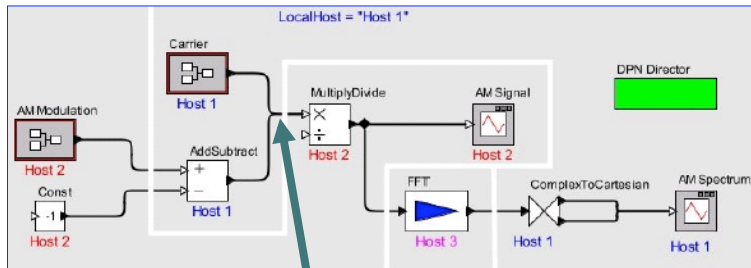 LocalHost = "Host 1"
Carrier
Host 1
DPN Director
MultiplyDivide
×
÷
Host 2
AM Signal
Host 2
AM Modulation
Host 2
AddSubtract
+
−
Host 1
Const
-1
Host 2
FFT
Host 3
ComplexToCartesian
Host 1
AM Spectrum
Host 1